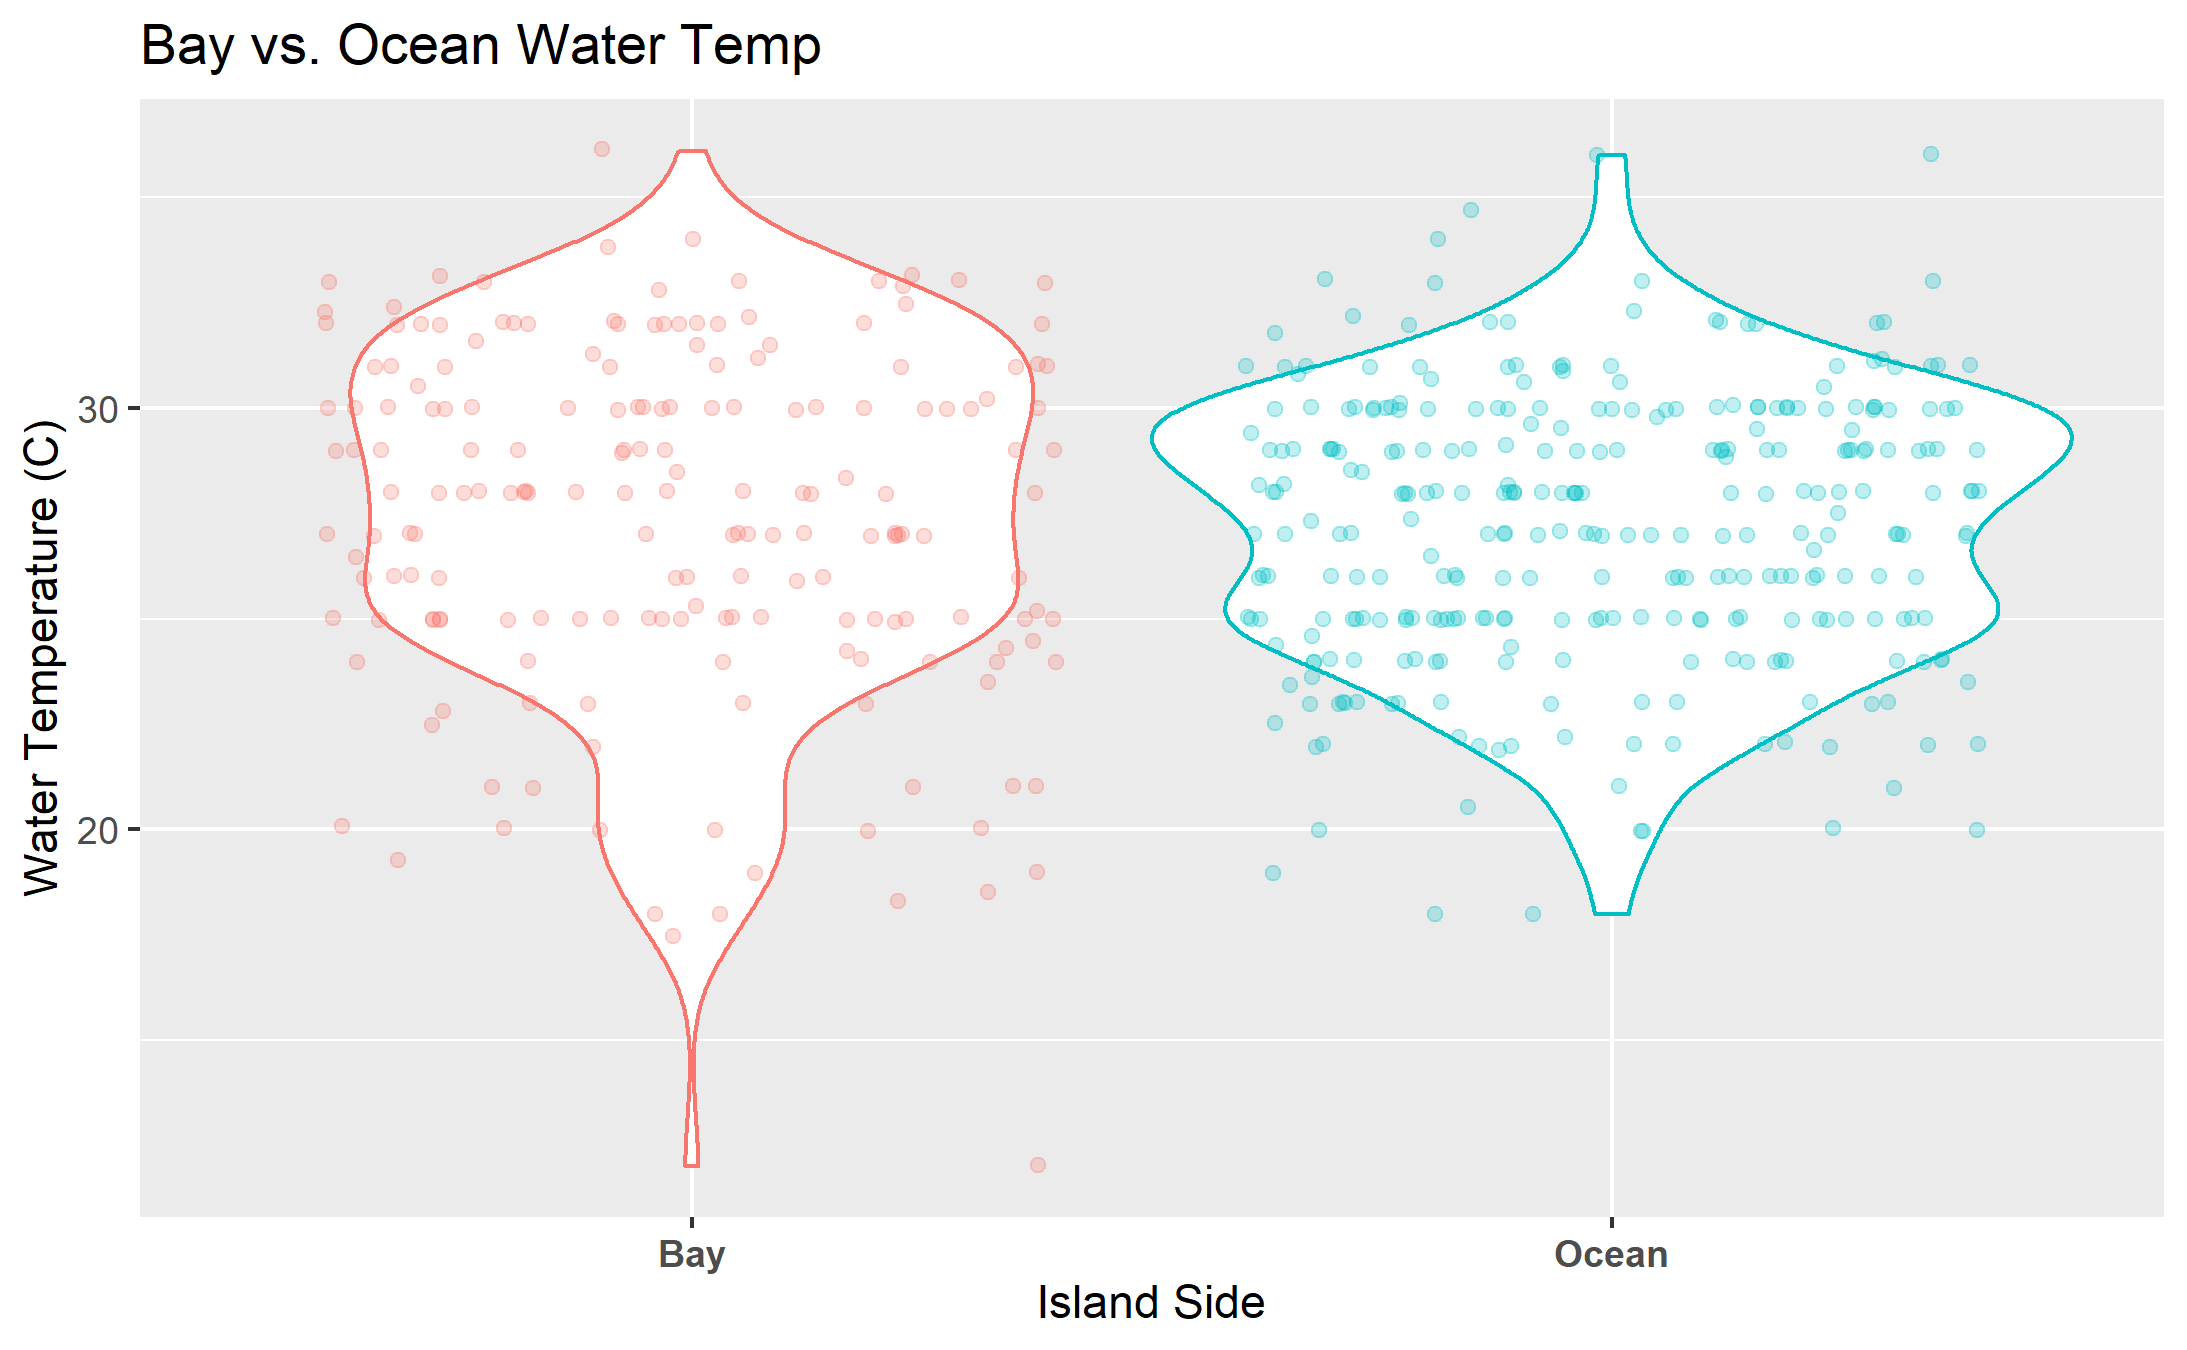 Bay vs. Ocean Water Temp
Water Temperature (C)
30
20
Bay
Ocean
Island Side